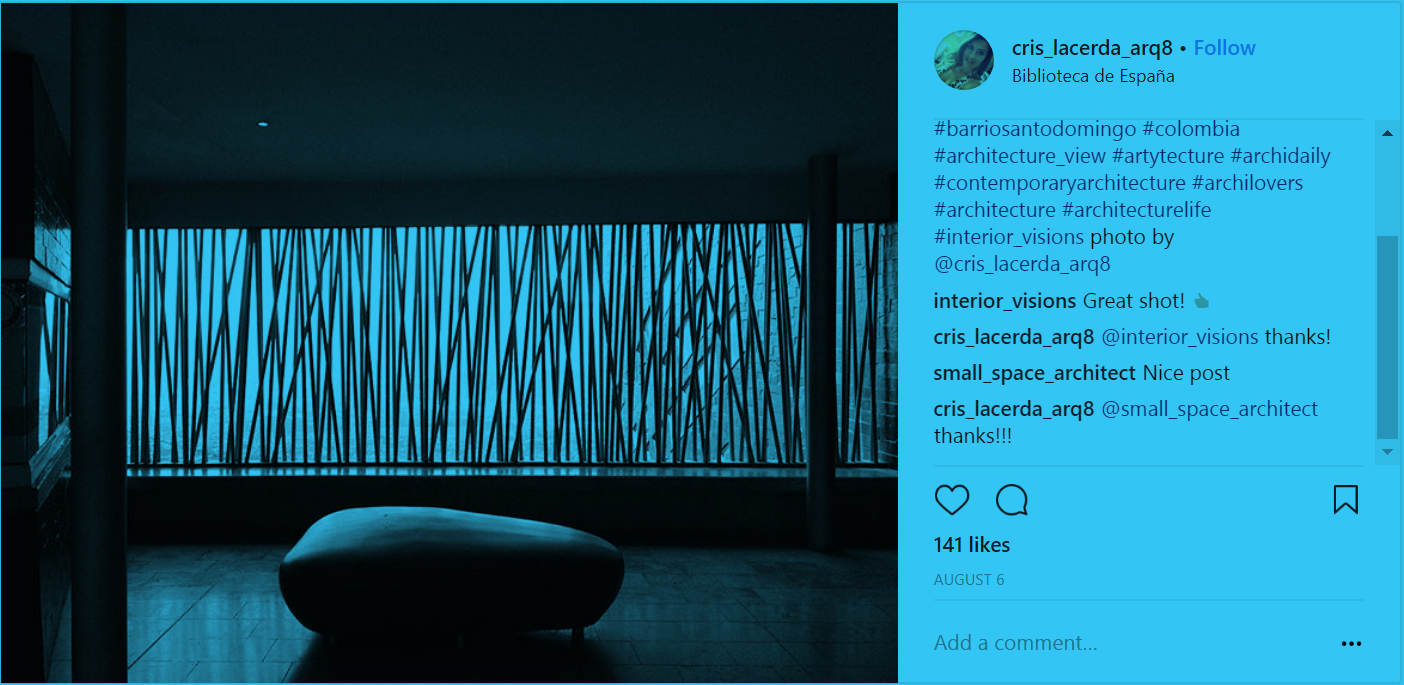 cris_lacerda_arq8 • Follow
Biblioteca de España
#barriosantodomingo #colombia
#architecture_view #artytecture #archidaily
#contemporaryarchitecture #archilovers
#architecture #architecturelife
#interior_visions photo by
@cris_lacerda_arq8
interior_visions Great shot! 👍
cris_lacerda_arq8 @interior_visions thanks!
small_space_architect Nice post
cris_lacerda_arq8 @small_space_architect
thanks!!!
141 likes
AUGUST 6
Add a comment...